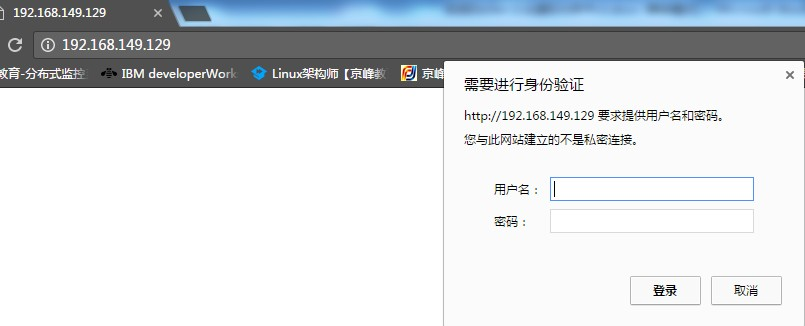 192.168.149.129
192.168.149.129
教育-分布式监控 IBM developerWork Linux架构师【京峰教 京峰
需要进行身份验证
http://192.168.149.129 要求提供用户名和密码。
您与此网站建立的不是私密连接。
用户名：
密码：
登录 取消